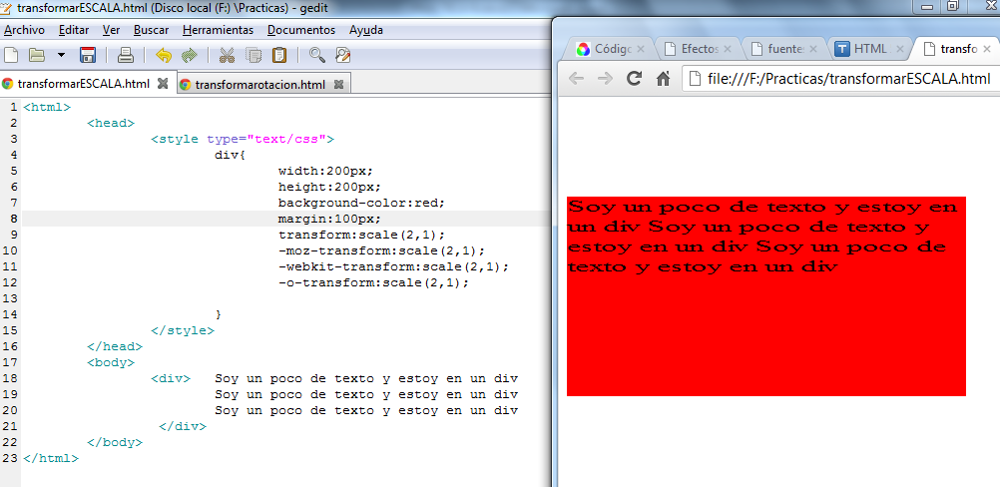 transformarESCALA.html (Disco local (F:) \Practicas) - gedit
Archivo Editar Ver Buscar Herramientas Documentos Ayuda
transformarESCALA.html transformarotacion.html
1 <html>
2 <head>
3 <style type="text/css">
4 div{
5 width:200px;
6 height:200px;
7 background-color:red;
8 margin:100px;
9 transform:scale(2,1);
10 -moz-transform:scale(2,1);
11 -webkit-transform:scale(2,1);
12 -o-transform:scale(2,1);
13
14 }
15 </style>
16 </head>
17 <body>
18 <div> Soy un poco de texto y estoy en un div
19 Soy un poco de texto y estoy en un div
20 Soy un poco de texto y estoy en un div
21 </div>
22 </body>
23 </html>
Código Efectos fuente HTML transfo
file:///F:/Practicas/transformarESCALA.html
Soy un poco de texto y estoy en
un div Soy un poco de texto y
estoy en un div Soy un poco de
texto y estoy en un div